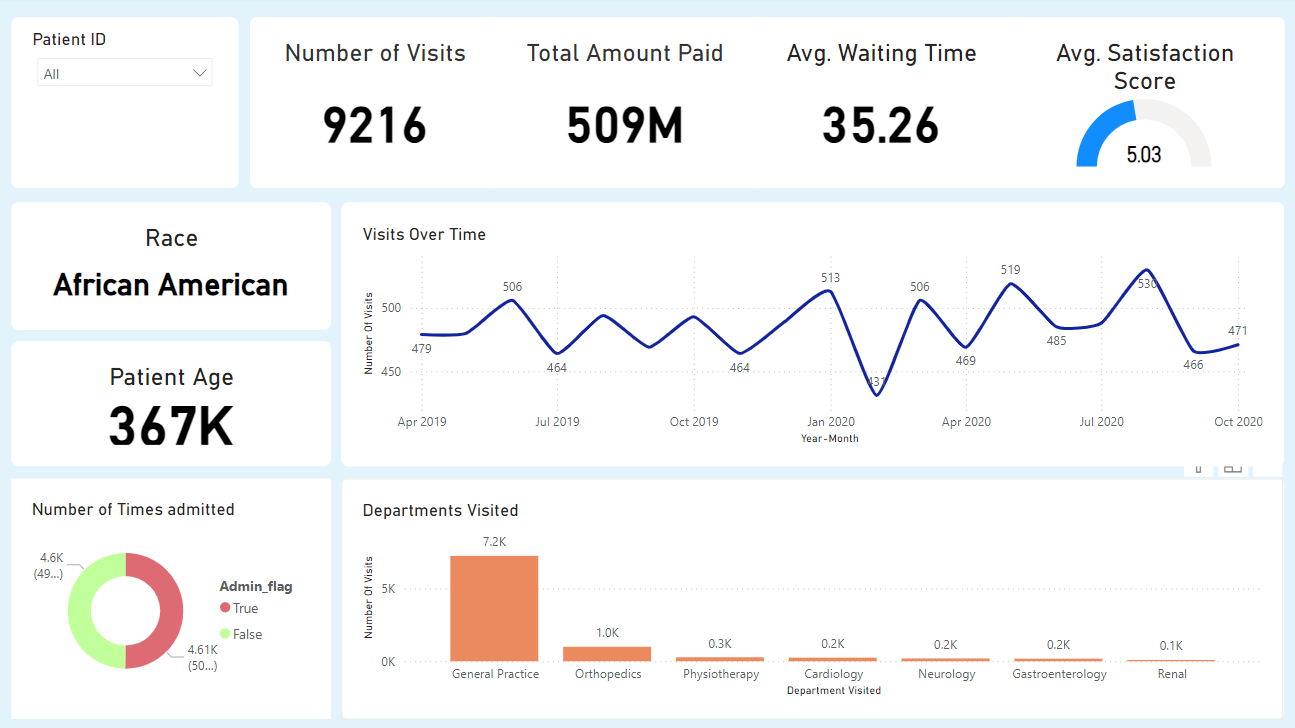 Patient ID
All
Number of Visits
9216
Total Amount Paid
509M
Avg. Waiting Time
35.26
Avg. Satisfaction
Score
5.03
Race
African American
Patient Age
367K
Visits Over Time
Number Of Visits
500
450
479
506
464
464
513
431
506
469
519
485
530
466
471
Apr 2019
Jul 2019
Oct 2019
Jan 2020
Apr 2020
Jul 2020
Oct 2020
Year-Month
Number of Times admitted
4.6K
(49...)
4.61K
(50...)
Admin_flag
True
False
Departments Visited
Number Of Visits
5K
0K
7.2K
1.0K
0.3K
0.2K
0.2K
0.2K
0.1K
General Practice
Orthopedics
Physiotherapy
Cardiology
Neurology
Gastroenterology
Renal
Department Visited